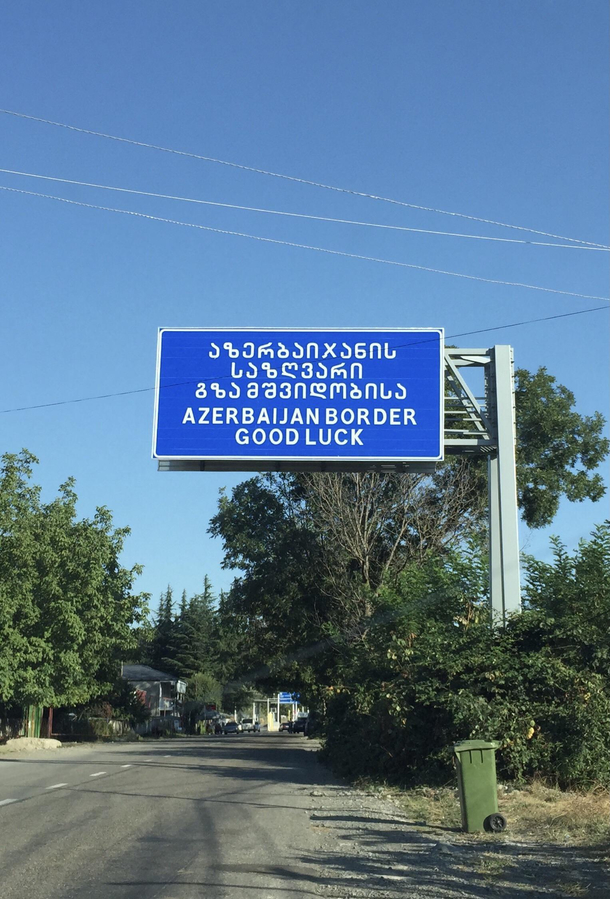 ᲐᲖᲔᲠᲑᲐᲘᲯᲐᲜᲘᲡ
ᲡᲐᲖᲦᲕᲐᲠᲘ
ᲒᲖᲐ ᲛᲨᲕᲘᲓᲝᲑᲘᲡᲐ
AZERBAIJAN BORDER
GOOD LUCK